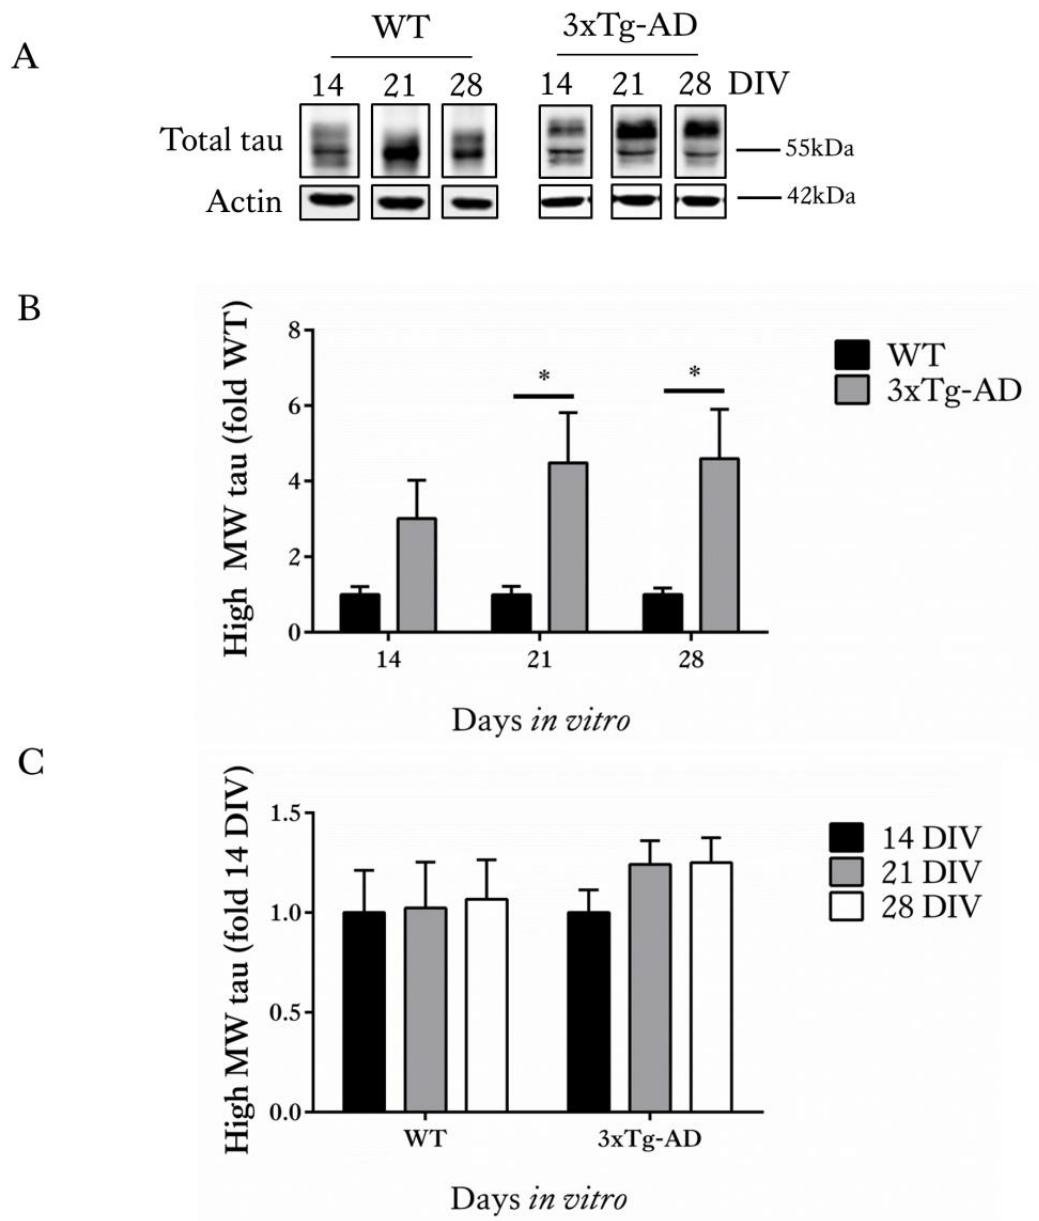 A
WT 3xTg-AD
14 21 28 14 21 28 DIV
Total tau
55kDa
Actin
42kDa
B
High MW tau (fold WT)
8
6
4
2
0
* *
WT
3xTg-AD
14 21 28
Days in vitro
C
High MW tau (fold 14 DIV)
1.5
1.0
0.5
0.0
14 DIV
21 DIV
28 DIV
WT 3xTg-AD
Days in vitro